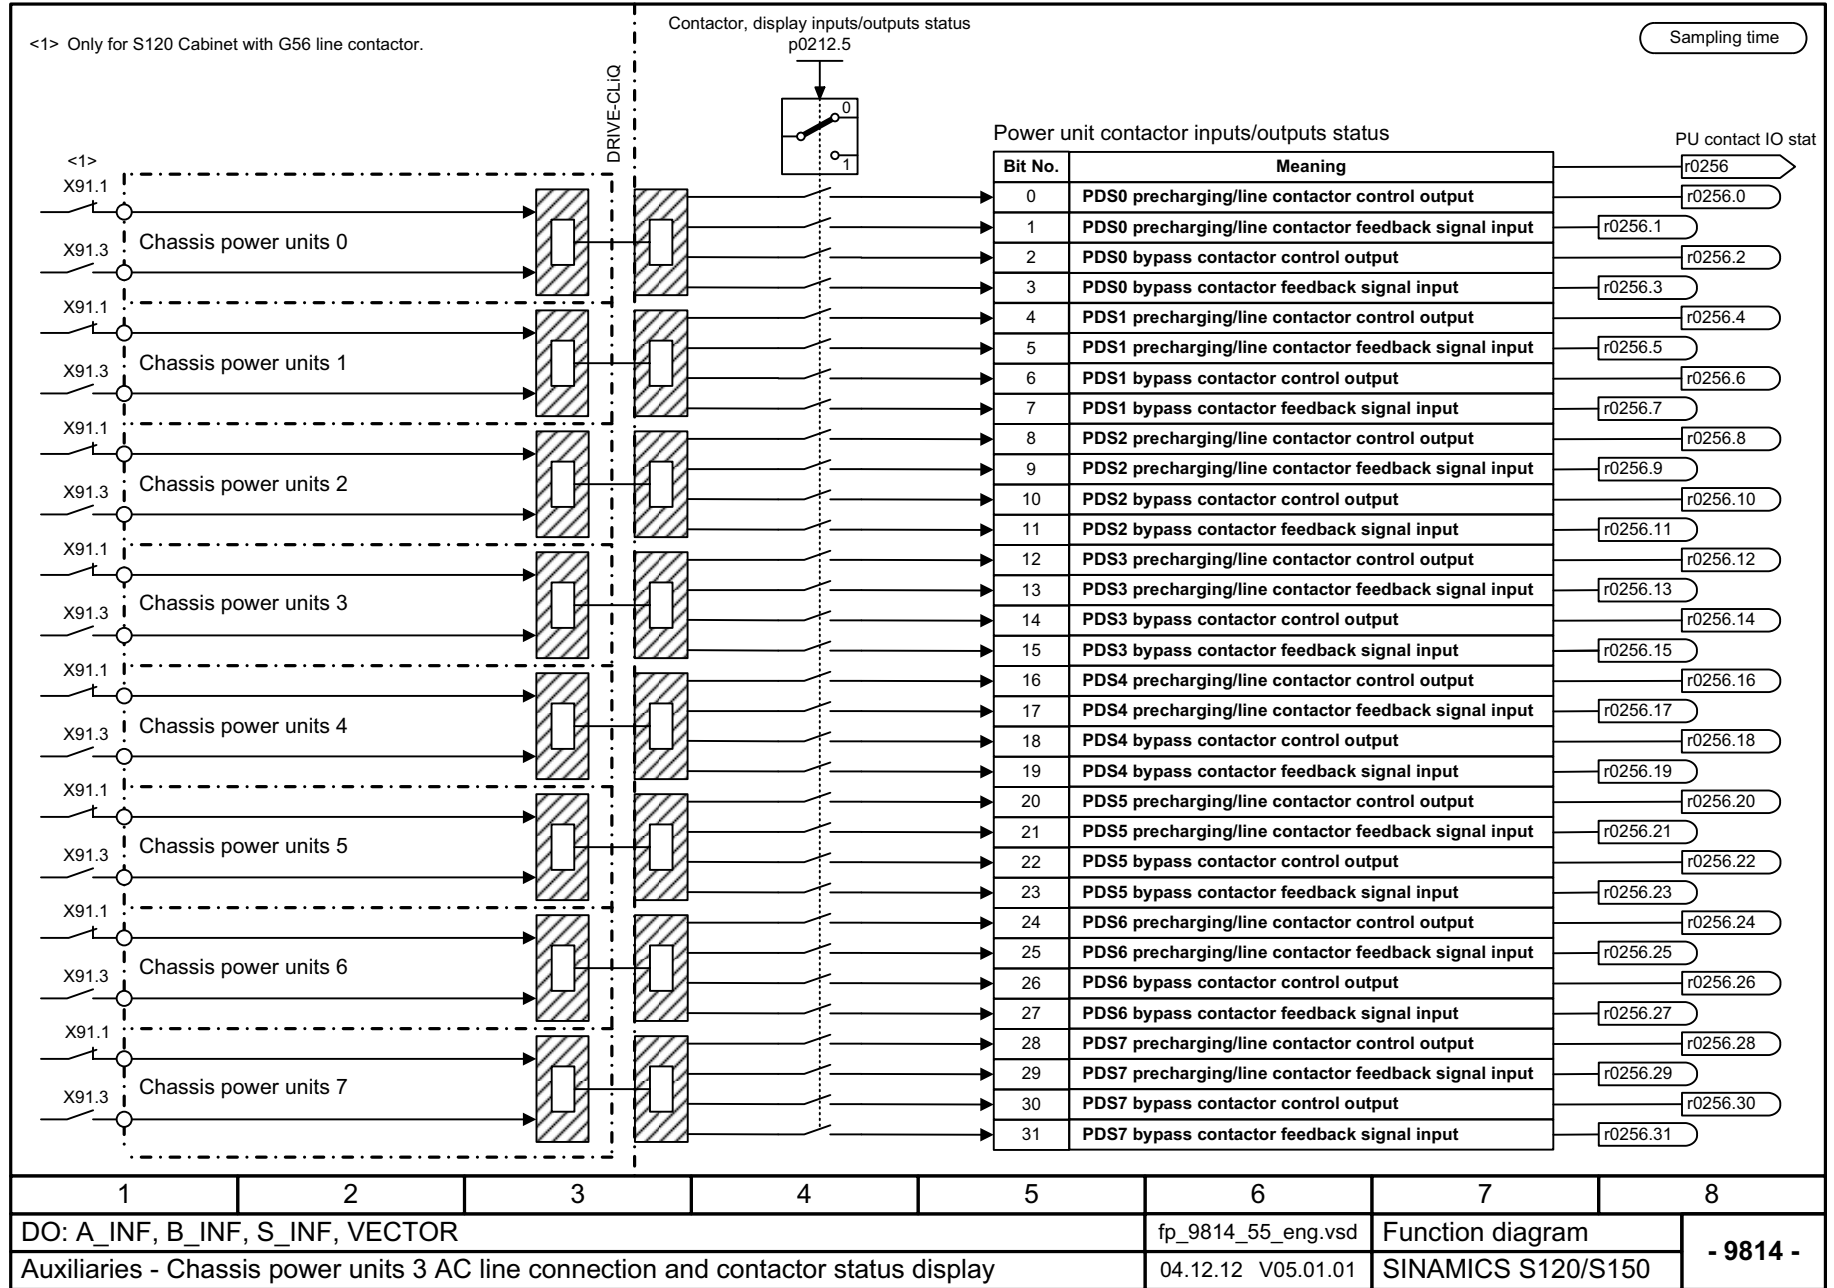 <1> Only for S120 Cabinet with G56 line contactor.
Contactor, display inputs/outputs status
p0212.5
Sampling time
DRIVE-CLiQ
0
1
Power unit contactor inputs/outputs status
PU contact IO stat
Bit No. Meaning r0256
<1>
X91.1
Chassis power units 0
X91.3
X91.1
Chassis power units 1
X91.3
X91.1
Chassis power units 2
X91.3
X91.1
Chassis power units 3
X91.3
X91.1
Chassis power units 4
X91.3
X91.1
Chassis power units 5
X91.3
X91.1
Chassis power units 6
X91.3
X91.1
Chassis power units 7
X91.3
0 PDS0 precharging/line contactor control output r0256.0
1 PDS0 precharging/line contactor feedback signal input r0256.1
2 PDS0 bypass contactor control output r0256.2
3 PDS0 bypass contactor feedback signal input r0256.3
4 PDS1 precharging/line contactor control output r0256.4
5 PDS1 precharging/line contactor feedback signal input r0256.5
6 PDS1 bypass contactor control output r0256.6
7 PDS1 bypass contactor feedback signal input r0256.7
8 PDS2 precharging/line contactor control output r0256.8
9 PDS2 precharging/line contactor feedback signal input r0256.9
10 PDS2 bypass contactor control output r0256.10
11 PDS2 bypass contactor feedback signal input r0256.11
12 PDS3 precharging/line contactor control output r0256.12
13 PDS3 precharging/line contactor feedback signal input r0256.13
14 PDS3 bypass contactor control output r0256.14
15 PDS3 bypass contactor feedback signal input r0256.15
16 PDS4 precharging/line contactor control output r0256.16
17 PDS4 precharging/line contactor feedback signal input r0256.17
18 PDS4 bypass contactor control output r0256.18
19 PDS4 bypass contactor feedback signal input r0256.19
20 PDS5 precharging/line contactor control output r0256.20
21 PDS5 precharging/line contactor feedback signal input r0256.21
22 PDS5 bypass contactor control output r0256.22
23 PDS5 bypass contactor feedback signal input r0256.23
24 PDS6 precharging/line contactor control output r0256.24
25 PDS6 precharging/line contactor feedback signal input r0256.25
26 PDS6 bypass contactor control output r0256.26
27 PDS6 bypass contactor feedback signal input r0256.27
28 PDS7 precharging/line contactor control output r0256.28
29 PDS7 precharging/line contactor feedback signal input r0256.29
30 PDS7 bypass contactor control output r0256.30
31 PDS7 bypass contactor feedback signal input r0256.31
1 2 3 4 5 6 7 8
DO: A_INF, B_INF, S_INF, VECTOR fp_9814_55_eng.vsd Function diagram
- 9814 -
Auxiliaries - Chassis power units 3 AC line connection and contactor status display 04.12.12 V05.01.01 SINAMICS S120/S150